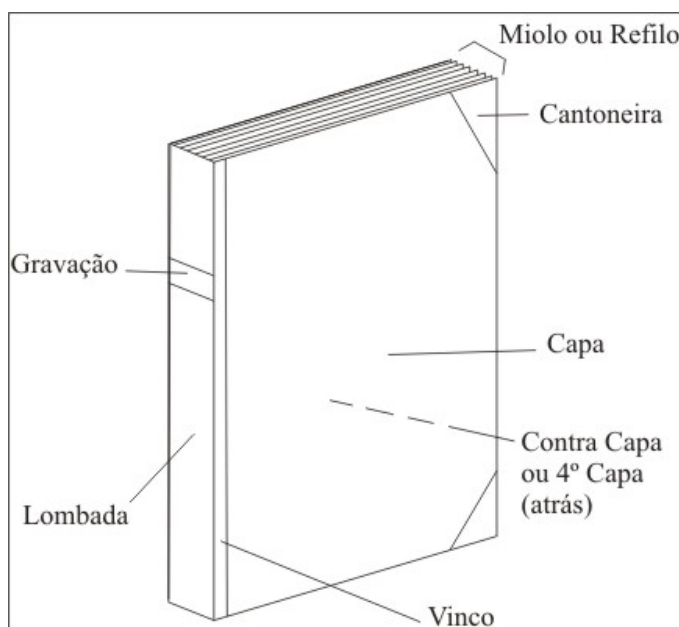 Miolo ou Refilo
Cantoneira
Gravação
Capa
Contra Capa
ou 4º Capa
(atrás)
Lombada
Vinco